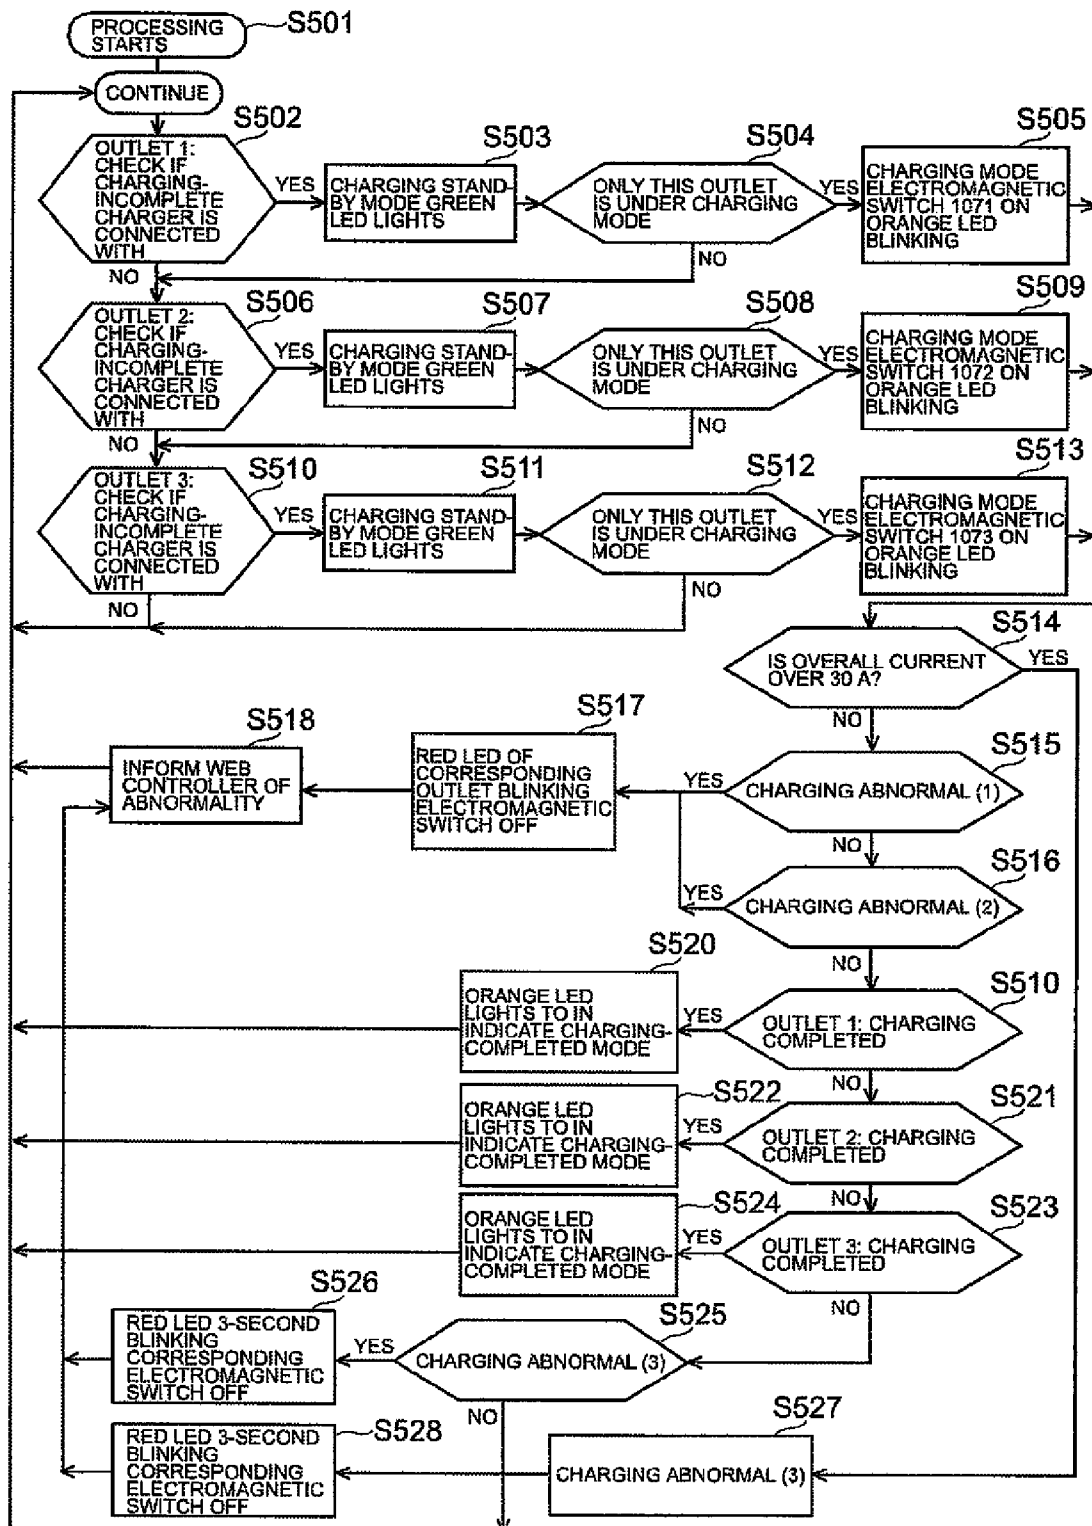 PROCESSING
STARTS
S501
CONTINUE
S502
OUTLET 1:
CHECK IF
CHARGING-
INCOMPLETE
CHARGER IS
CONNECTED
WITH
YES
NO
S503
CHARGING STAND-
BY MODE GREEN
LED LIGHTS
S504
ONLY THIS OUTLET
IS UNDER CHARGING
MODE
YES
NO
S505
CHARGING MODE
ELECTROMAGNETIC
SWITCH 1071 ON
ORANGE LED
BLINKING
S506
OUTLET 2:
CHECK IF
CHARGING-
INCOMPLETE
CHARGER IS
CONNECTED
WITH
YES
NO
S507
CHARGING STAND-
BY MODE GREEN
LED LIGHTS
S508
ONLY THIS OUTLET
IS UNDER CHARGING
MODE
YES
NO
S509
CHARGING MODE
ELECTROMAGNETIC
SWITCH 1072 ON
ORANGE LED
BLINKING
S510
OUTLET 3:
CHECK IF
CHARGING-
INCOMPLETE
CHARGER IS
CONNECTED
WITH
YES
NO
S511
CHARGING STAND-
BY MODE GREEN
LED LIGHTS
S512
ONLY THIS OUTLET
IS UNDER CHARGING
MODE
YES
NO
S513
CHARGING MODE
ELECTROMAGNETIC
SWITCH 1073 ON
ORANGE LED
BLINKING
S514
IS OVERALL CURRENT
OVER 30 A?
YES
NO
S515
CHARGING ABNORMAL (1)
YES
NO
S516
CHARGING ABNORMAL (2)
YES
NO
S517
RED LED OF
CORRESPONDING
OUTLET BLINKING
ELECTROMAGNETIC
SWITCH OFF
S518
INFORM WEB
CONTROLLER OF
ABNORMALITY
S510
OUTLET 1: CHARGING
COMPLETED
YES
NO
S520
ORANGE LED
LIGHTS TO IN
INDICATE CHARGING-
COMPLETED MODE
S521
OUTLET 2: CHARGING
COMPLETED
YES
NO
S522
ORANGE LED
LIGHTS TO IN
INDICATE CHARGING-
COMPLETED MODE
S523
OUTLET 3: CHARGING
COMPLETED
YES
NO
S524
ORANGE LED
LIGHTS TO IN
INDICATE CHARGING-
COMPLETED MODE
S525
CHARGING ABNORMAL (3)
YES
NO
S526
RED LED 3-SECOND
BLINKING
CORRESPONDING
ELECTROMAGNETIC
SWITCH OFF
S527
CHARGING ABNORMAL (3)
S528
RED LED 3-SECOND
BLINKING
CORRESPONDING
ELECTROMAGNETIC
SWITCH OFF